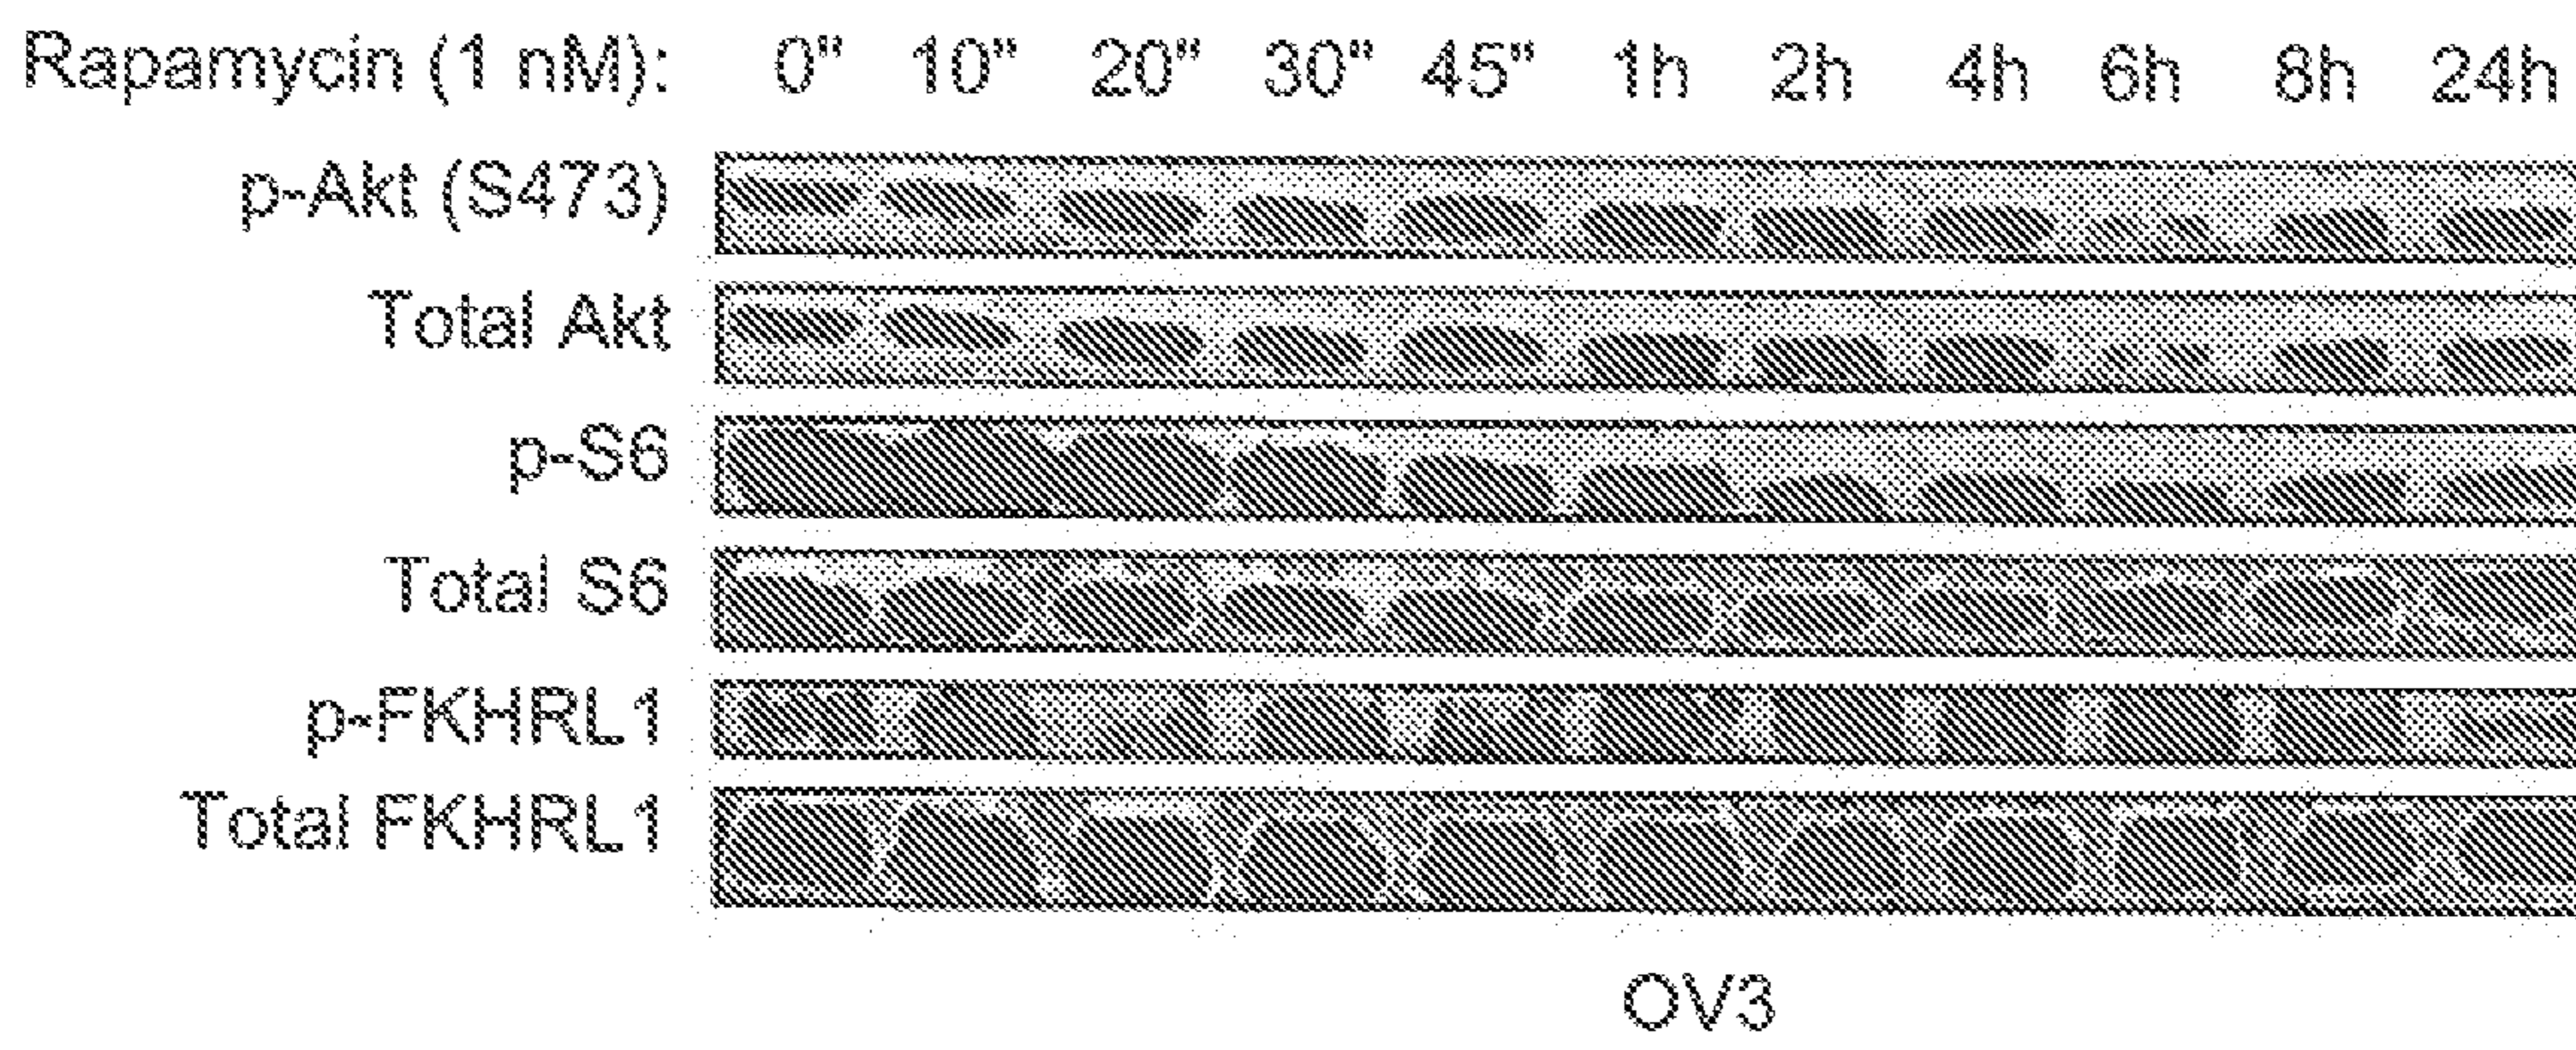 Rapamycin (1 nM): 0" 10" 20" 30" 45" 1h 2h 4h 6h 8h 24h
p-Akt (S473)
Total Akt
p-S6
Total S6
p-FKHRL1
Total FKHRL1
OV3